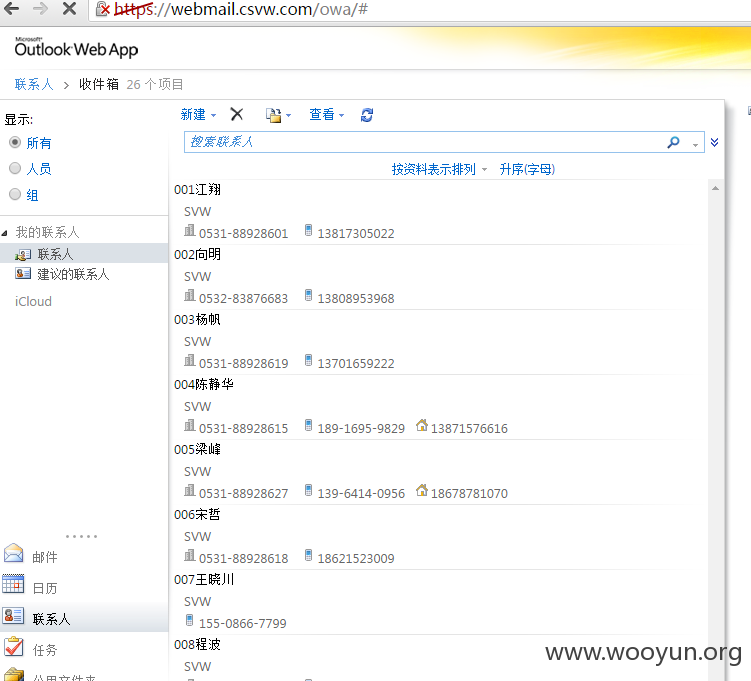 https://webmail.csvw.com/owa/#
Microsoft®
Outlook Web App
联系人 > 收件箱 26 个项目
显示:
所有
人员
组
我的联系人
联系人
建议的联系人
iCloud
邮件
日历
联系人
任务
公用文件夹
新建 查看
搜索联系人
按资料表示排列 升序(字母)
001江翔
SVW
0531-88928601 13817305022
002向明
SVW
0532-83876683 13808953968
003杨帆
SVW
0531-88928619 13701659222
004陈静华
SVW
0531-88928615 189-1695-9829 13871576616
005梁峰
SVW
0531-88928627 139-6414-0956 18678781070
006宋哲
SVW
0531-88928618 18621523009
007王晓川
SVW
155-0866-7799
008程波
SVW
www.wooyun.org